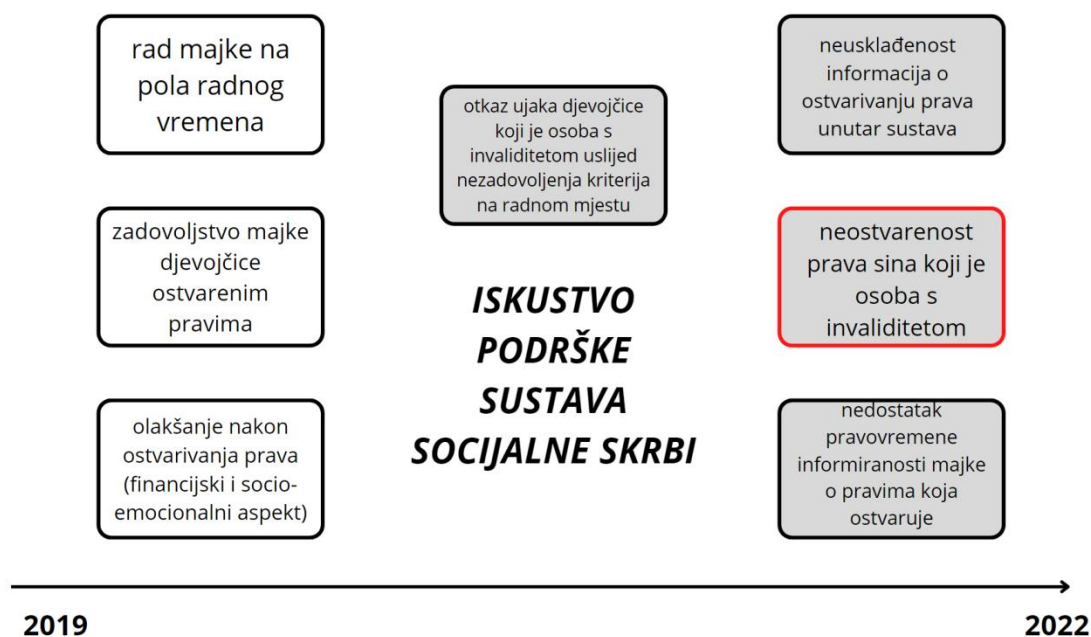 rad majke na
pola radnog
vremena
zadovoljstvo majke
djevojčice
ostvarenim
pravima
olakšanje nakon
ostvarivanja prava
(financijski i socio-
emocionalni aspekt)
otkaz ujaka djevojčice
koji je osoba s
invaliditetom uslijed
nezadovoljenja kriterija
na radnom mjestu
ISKUSTVO
PODRŠKE
SUSTAVA
SOCIJALNE SKRBI
neusklađenost
informacija o
ostvarivanju prava
unutar sustava
neostvarenost
prava sina koji je
osoba s
invaliditetom
nedostatak
pravovremene
informiranosti majke
o pravima koja
ostvaruje
2019
2022